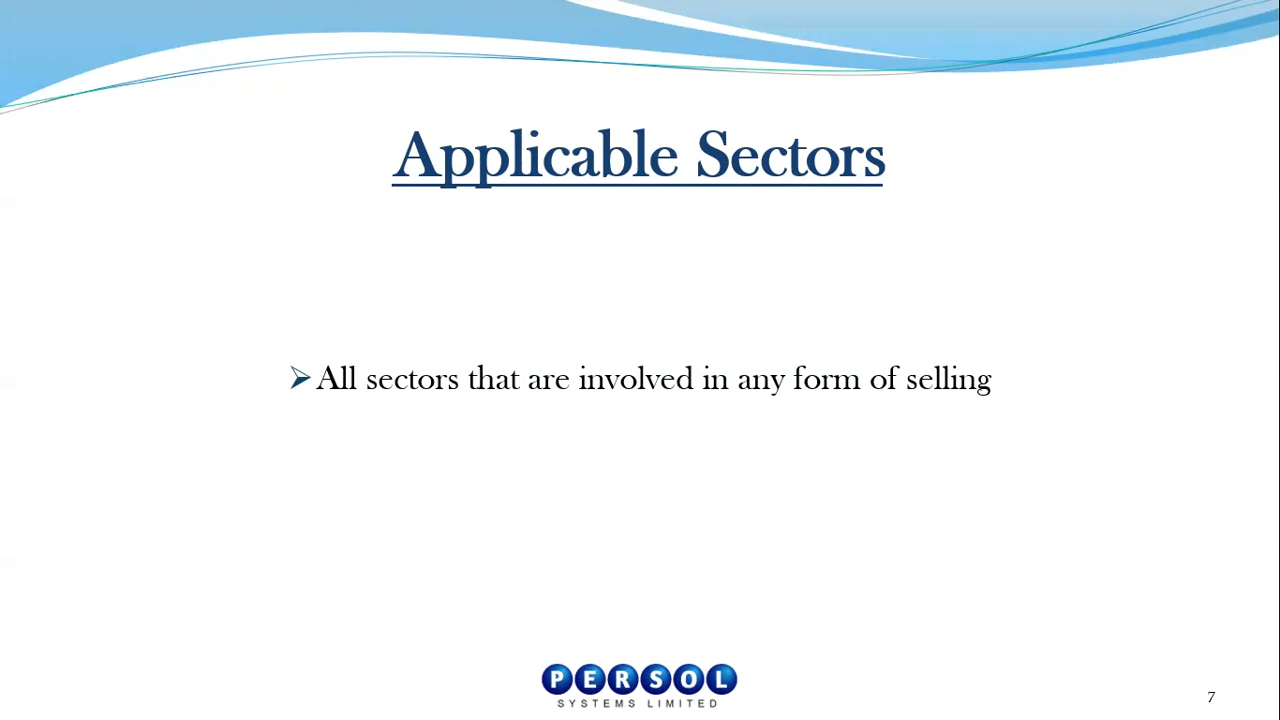 Applicable Sectors
All sectors that are involved in any form of selling
PERSOL
SYSTEMS LIMITED
7